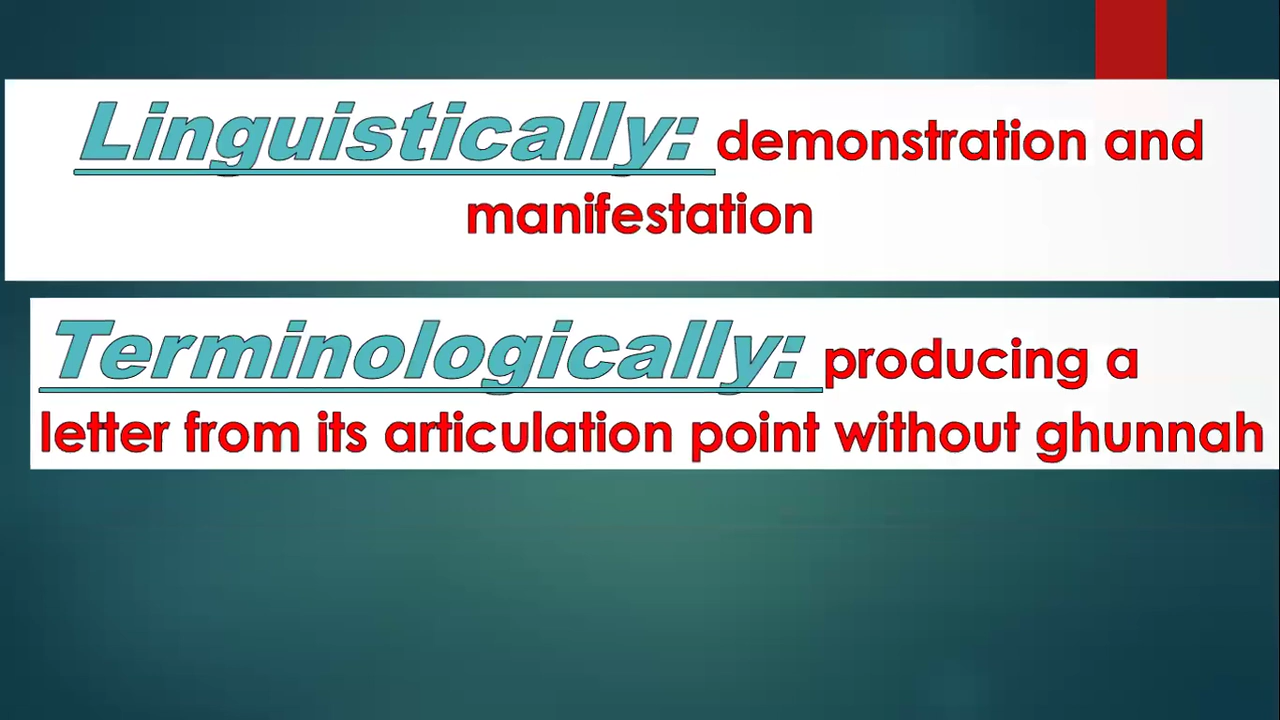 Linguistically: demonstration and
manifestation
Terminologically: producing a
letter from its articulation point without ghunnah